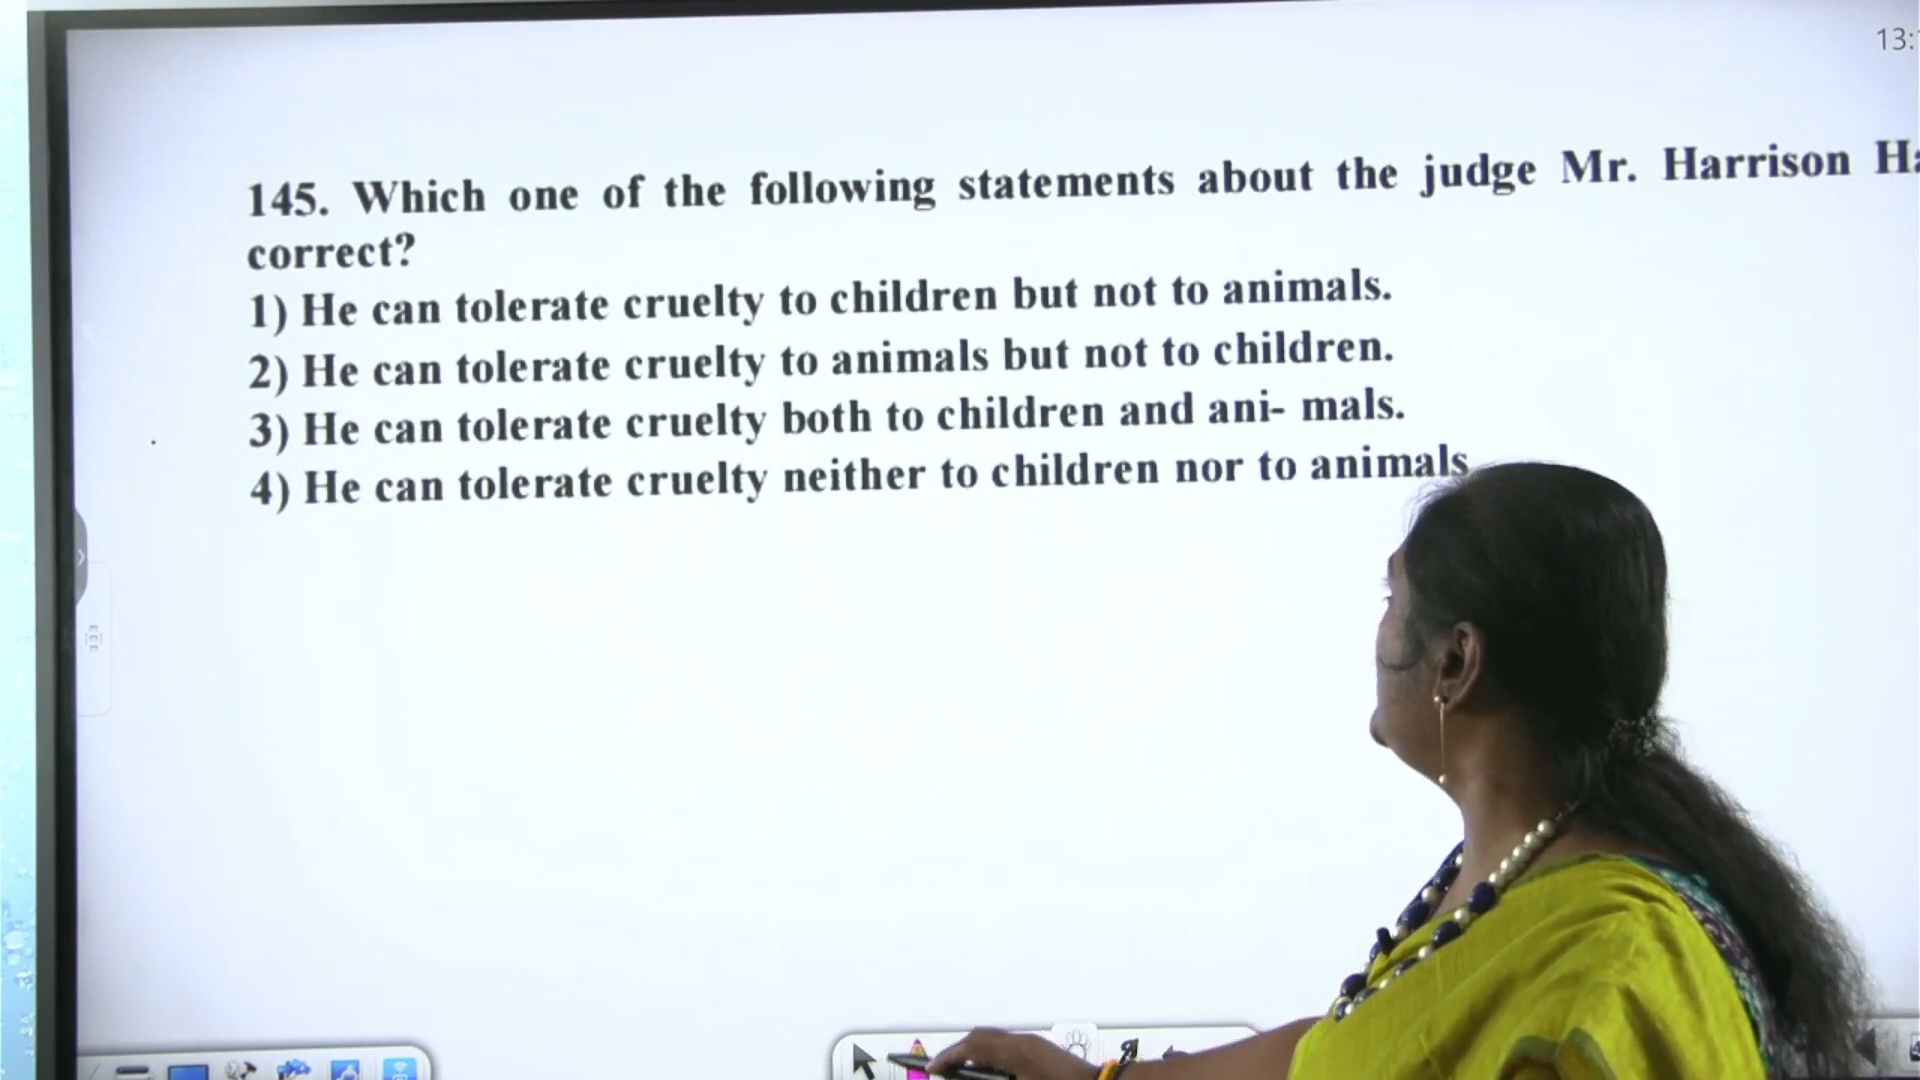 13:
145. Which one of the following statements about the judge Mr. Harrison
correct?
1) He can tolerate cruelty to children but not to animals.
2) He can tolerate cruelty to animals but not to children.
3) He can tolerate cruelty both to children and ani- mals.
4) He can tolerate cruelty neither to children nor to animals